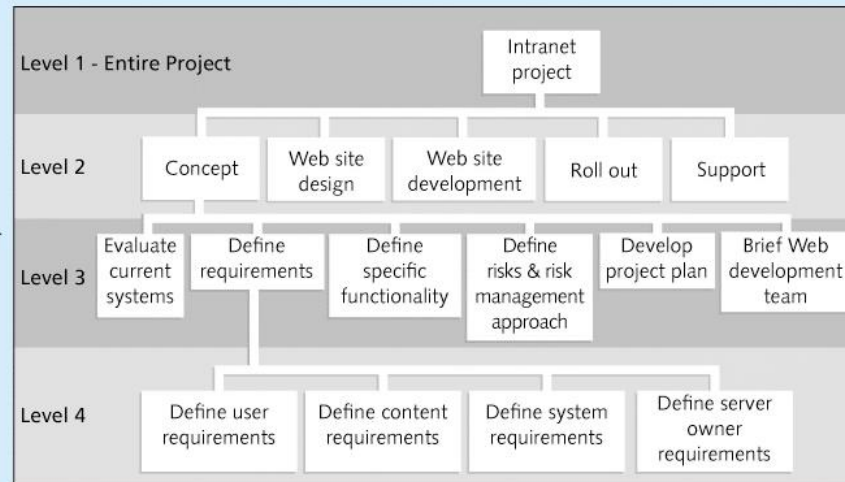 Level 1 - Entire Project
Intranet
project
Level 2
Concept
Web site
design
Web site
development
Roll out
Support
Level 3
Evaluate
current
systems
Define
requirements
Define
specific
functionality
Define
risks & risk
management
approach
Develop
project plan
Brief Web
development
team
Level 4
Define user
requirements
Define content
requirements
Define system
requirements
Define server
owner
requirements